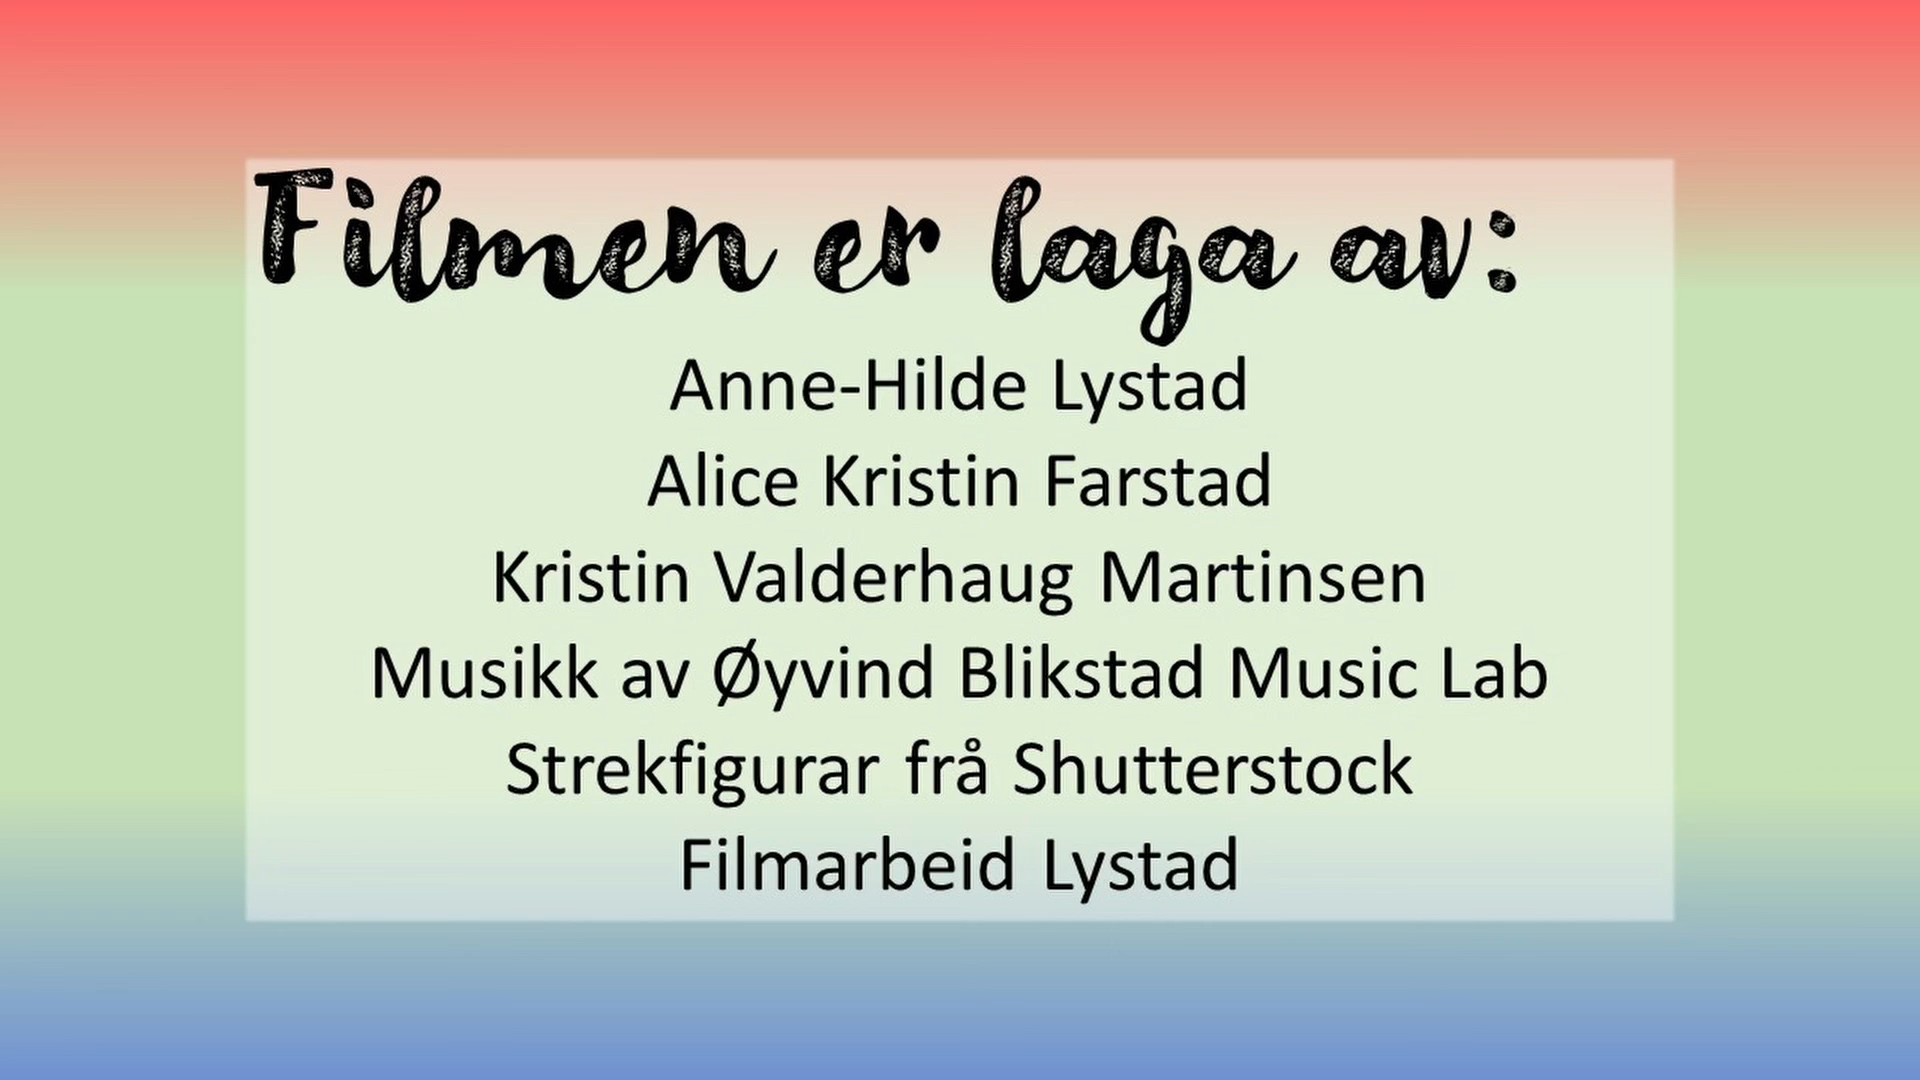 Filmen er laga av:
Anne-Hilde Lystad
Alice Kristin Farstad
Kristin Valderhaug Martinsen
Musikk av Øyvind Blikstad Music Lab
Strekfigurar frå Shutterstock
Filmarbeid Lystad